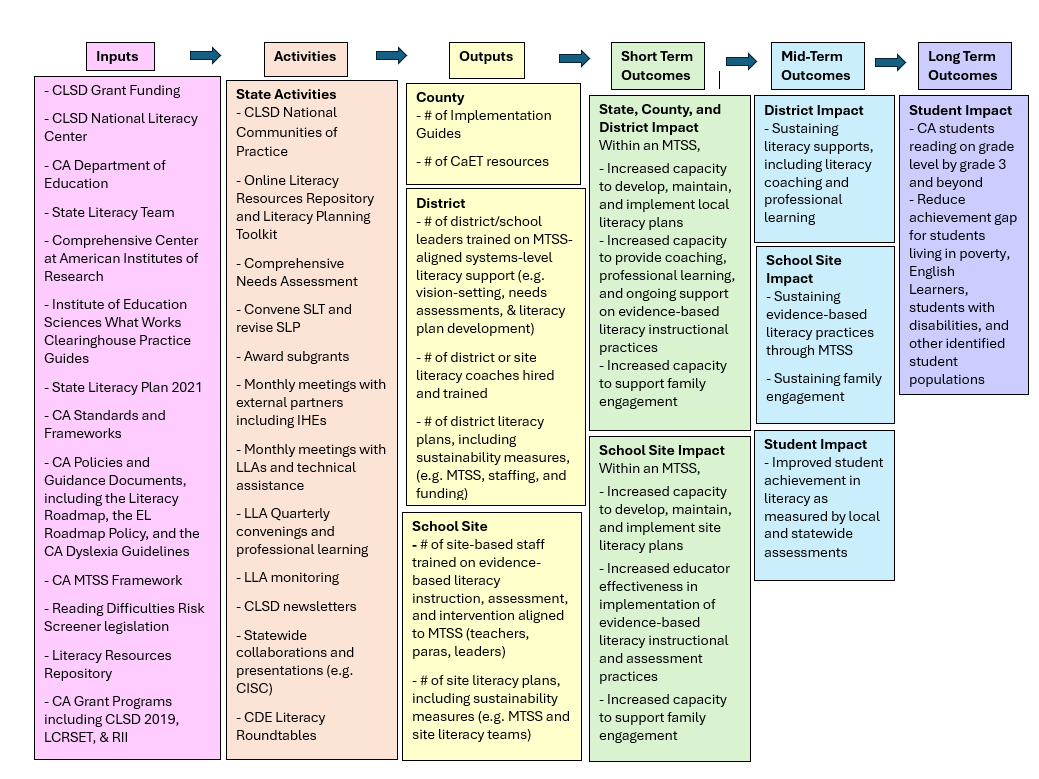 Inputs
Activities
Outputs
Short Term
Outcomes
Mid-Term
Outcomes
Long Term
Outcomes
- CLSD Grant Funding
- CLSD National Literacy
Center
- CA Department of
Education
- State Literacy Team
- Comprehensive Center
at American Institutes of
Research
- Institute of Education
Sciences What Works
Clearinghouse Practice
Guides
- State Literacy Plan 2021
- CA Standards and
Frameworks
- CA Policies and
Guidance Documents,
including the Literacy
Roadmap, the EL
Roadmap Policy, and the
CA Dyslexia Guidelines
- CA MTSS Framework
- Reading Difficulties Risk
Screener legislation
- Literacy Resources
Repository
- CA Grant Programs
including CLSD 2019,
LCRSET, & RII
State Activities
- CLSD National
Communities of
Practice
- Online Literacy
Resources Repository
and Literacy Planning
Toolkit
- Comprehensive
Needs Assessment
- Convene SLT and
revise SLP
- Award subgrants
- Monthly meetings with
external partners
including IHEs
- Monthly meetings with
LLAs and technical
assistance
- LLA Quarterly
convenings and
professional learning
- LLA monitoring
- CLSD newsletters
- Statewide
collaborations and
presentations (e.g.
CISC)
- CDE Literacy
Roundtables
County
- # of Implementation
Guides
- # of CaET resources
District
- # of district/school
leaders trained on MTSS-
aligned systems-level
literacy support (e.g.
vision-setting, needs
assessments, & literacy
plan development)
- # of district or site
literacy coaches hired
and trained
- # of district literacy
plans, including
sustainability measures,
(e.g. MTSS, staffing, and
funding)
School Site
- # of site-based staff
trained on evidence-
based literacy
instruction, assessment,
and intervention aligned
to MTSS (teachers,
paras, leaders)
- # of site literacy plans,
including sustainability
measures (e.g. MTSS and
site literacy teams)
State, County, and
District Impact
Within an MTSS,
- Increased capacity
to develop, maintain,
and implement local
literacy plans
- Increased capacity
to provide coaching,
professional learning,
and ongoing support
on evidence-based
literacy instructional
practices
- Increased capacity
to support family
engagement
School Site Impact
Within an MTSS,
- Increased capacity
to develop, maintain,
and implement site
literacy plans
- Increased educator
effectiveness in
implementation of
evidence-based
literacy instructional
and assessment
practices
- Increased capacity
to support family
engagement
District Impact
- Sustaining
literacy supports,
including literacy
coaching and
professional
learning
School Site
Impact
- Sustaining
evidence-based
literacy practices
through MTSS
- Sustaining family
engagement
Student Impact
- Improved student
achievement in
literacy as
measured by local
and statewide
assessments
Student Impact
- CA students
reading on grade
level by grade 3
and beyond
- Reduce
achievement gap
for students
living in poverty,
English
Learners,
students with
disabilities, and
other identified
student
populations